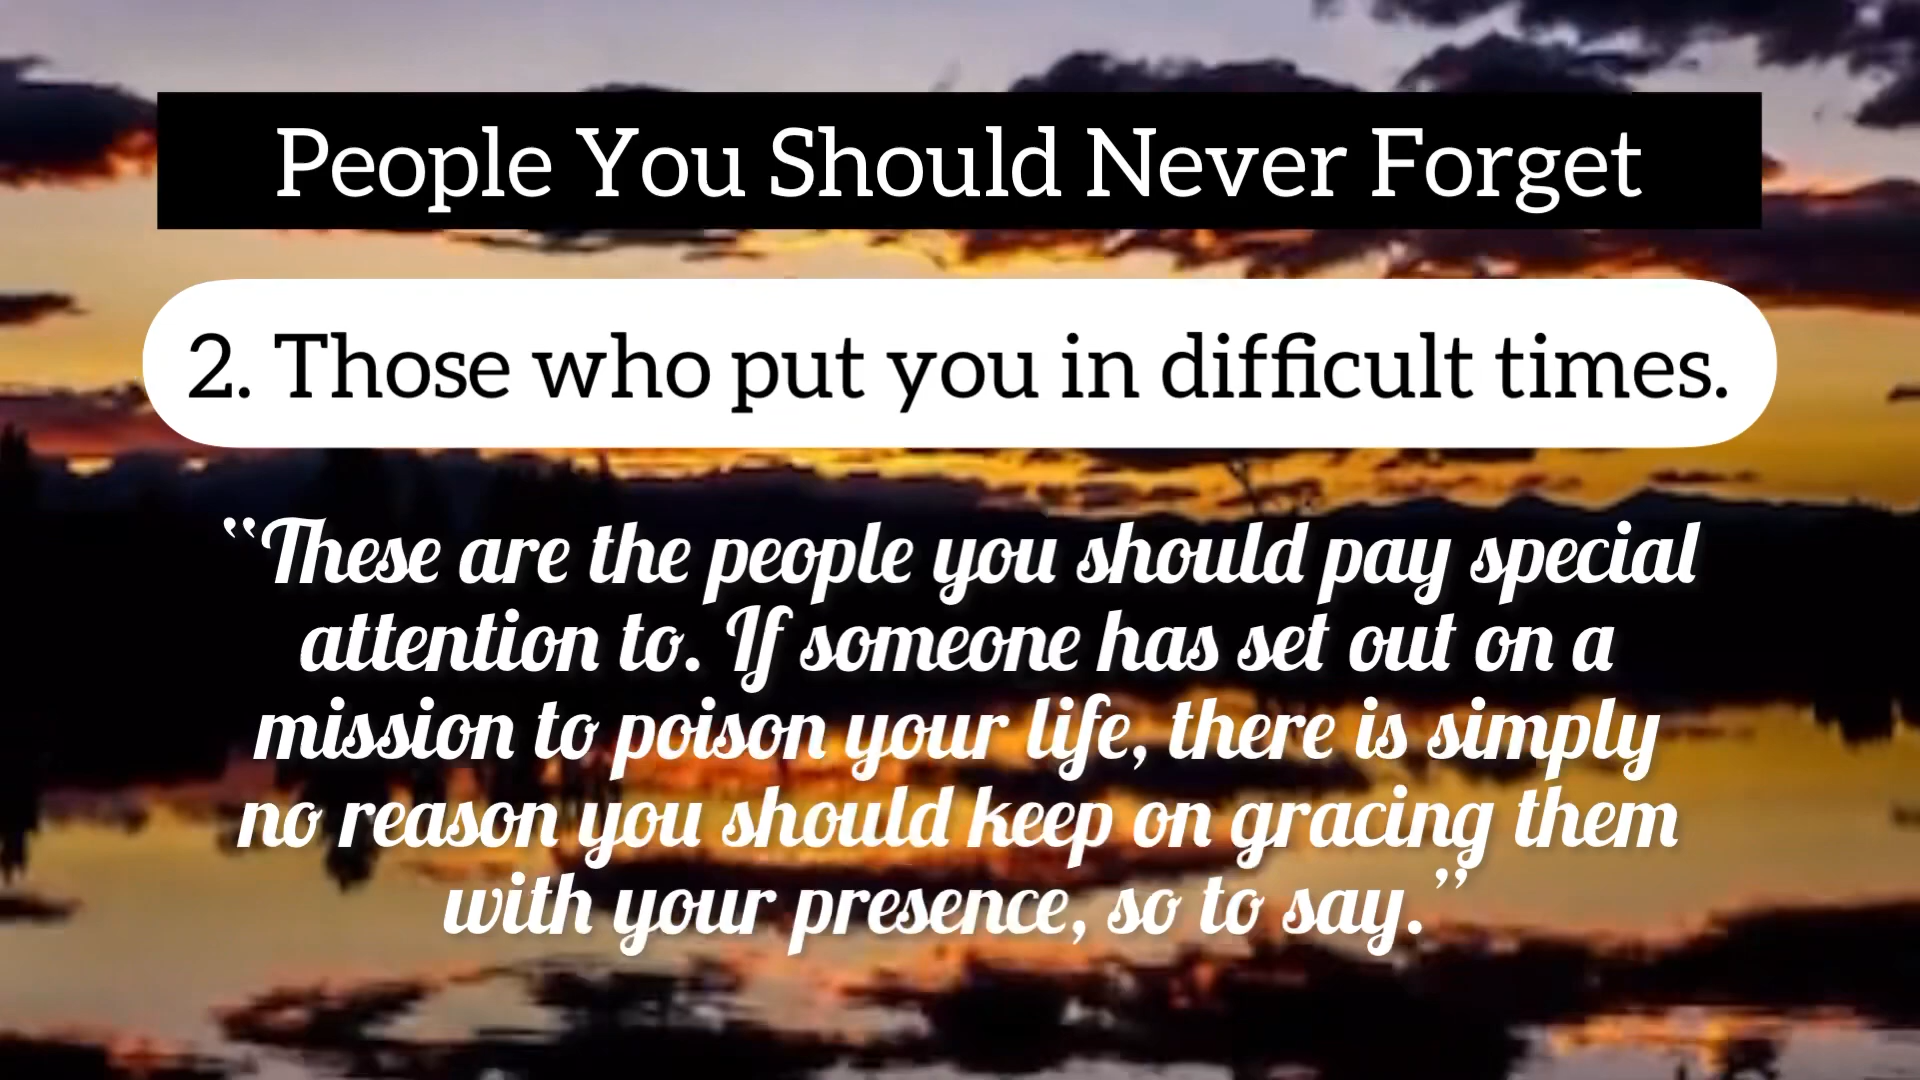 People You Should Never Forget
2. Those who put you in difficult times.
“These are the people you should pay special
attention to. If someone has set out on a
mission to poison your life, there is simply
no reason you should keep on gracing them
with your presence, so to say.”